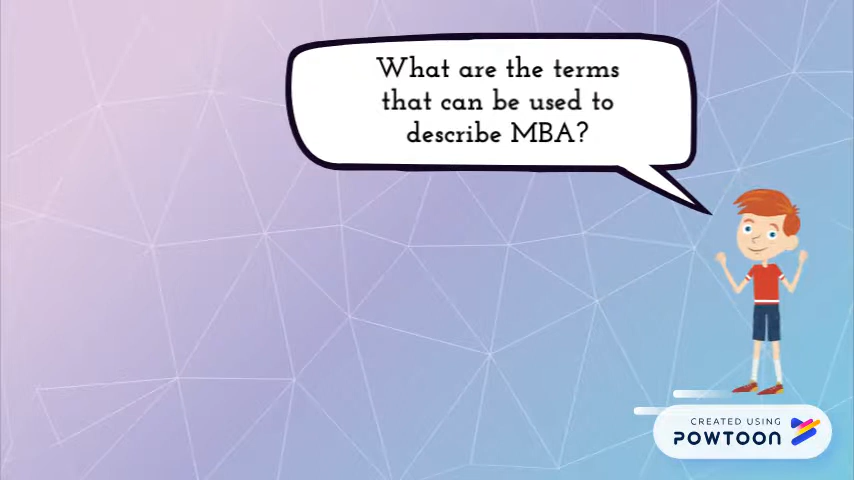 What are the terms
that can be used to
describe MBA?
CREATED USING
POWTOON